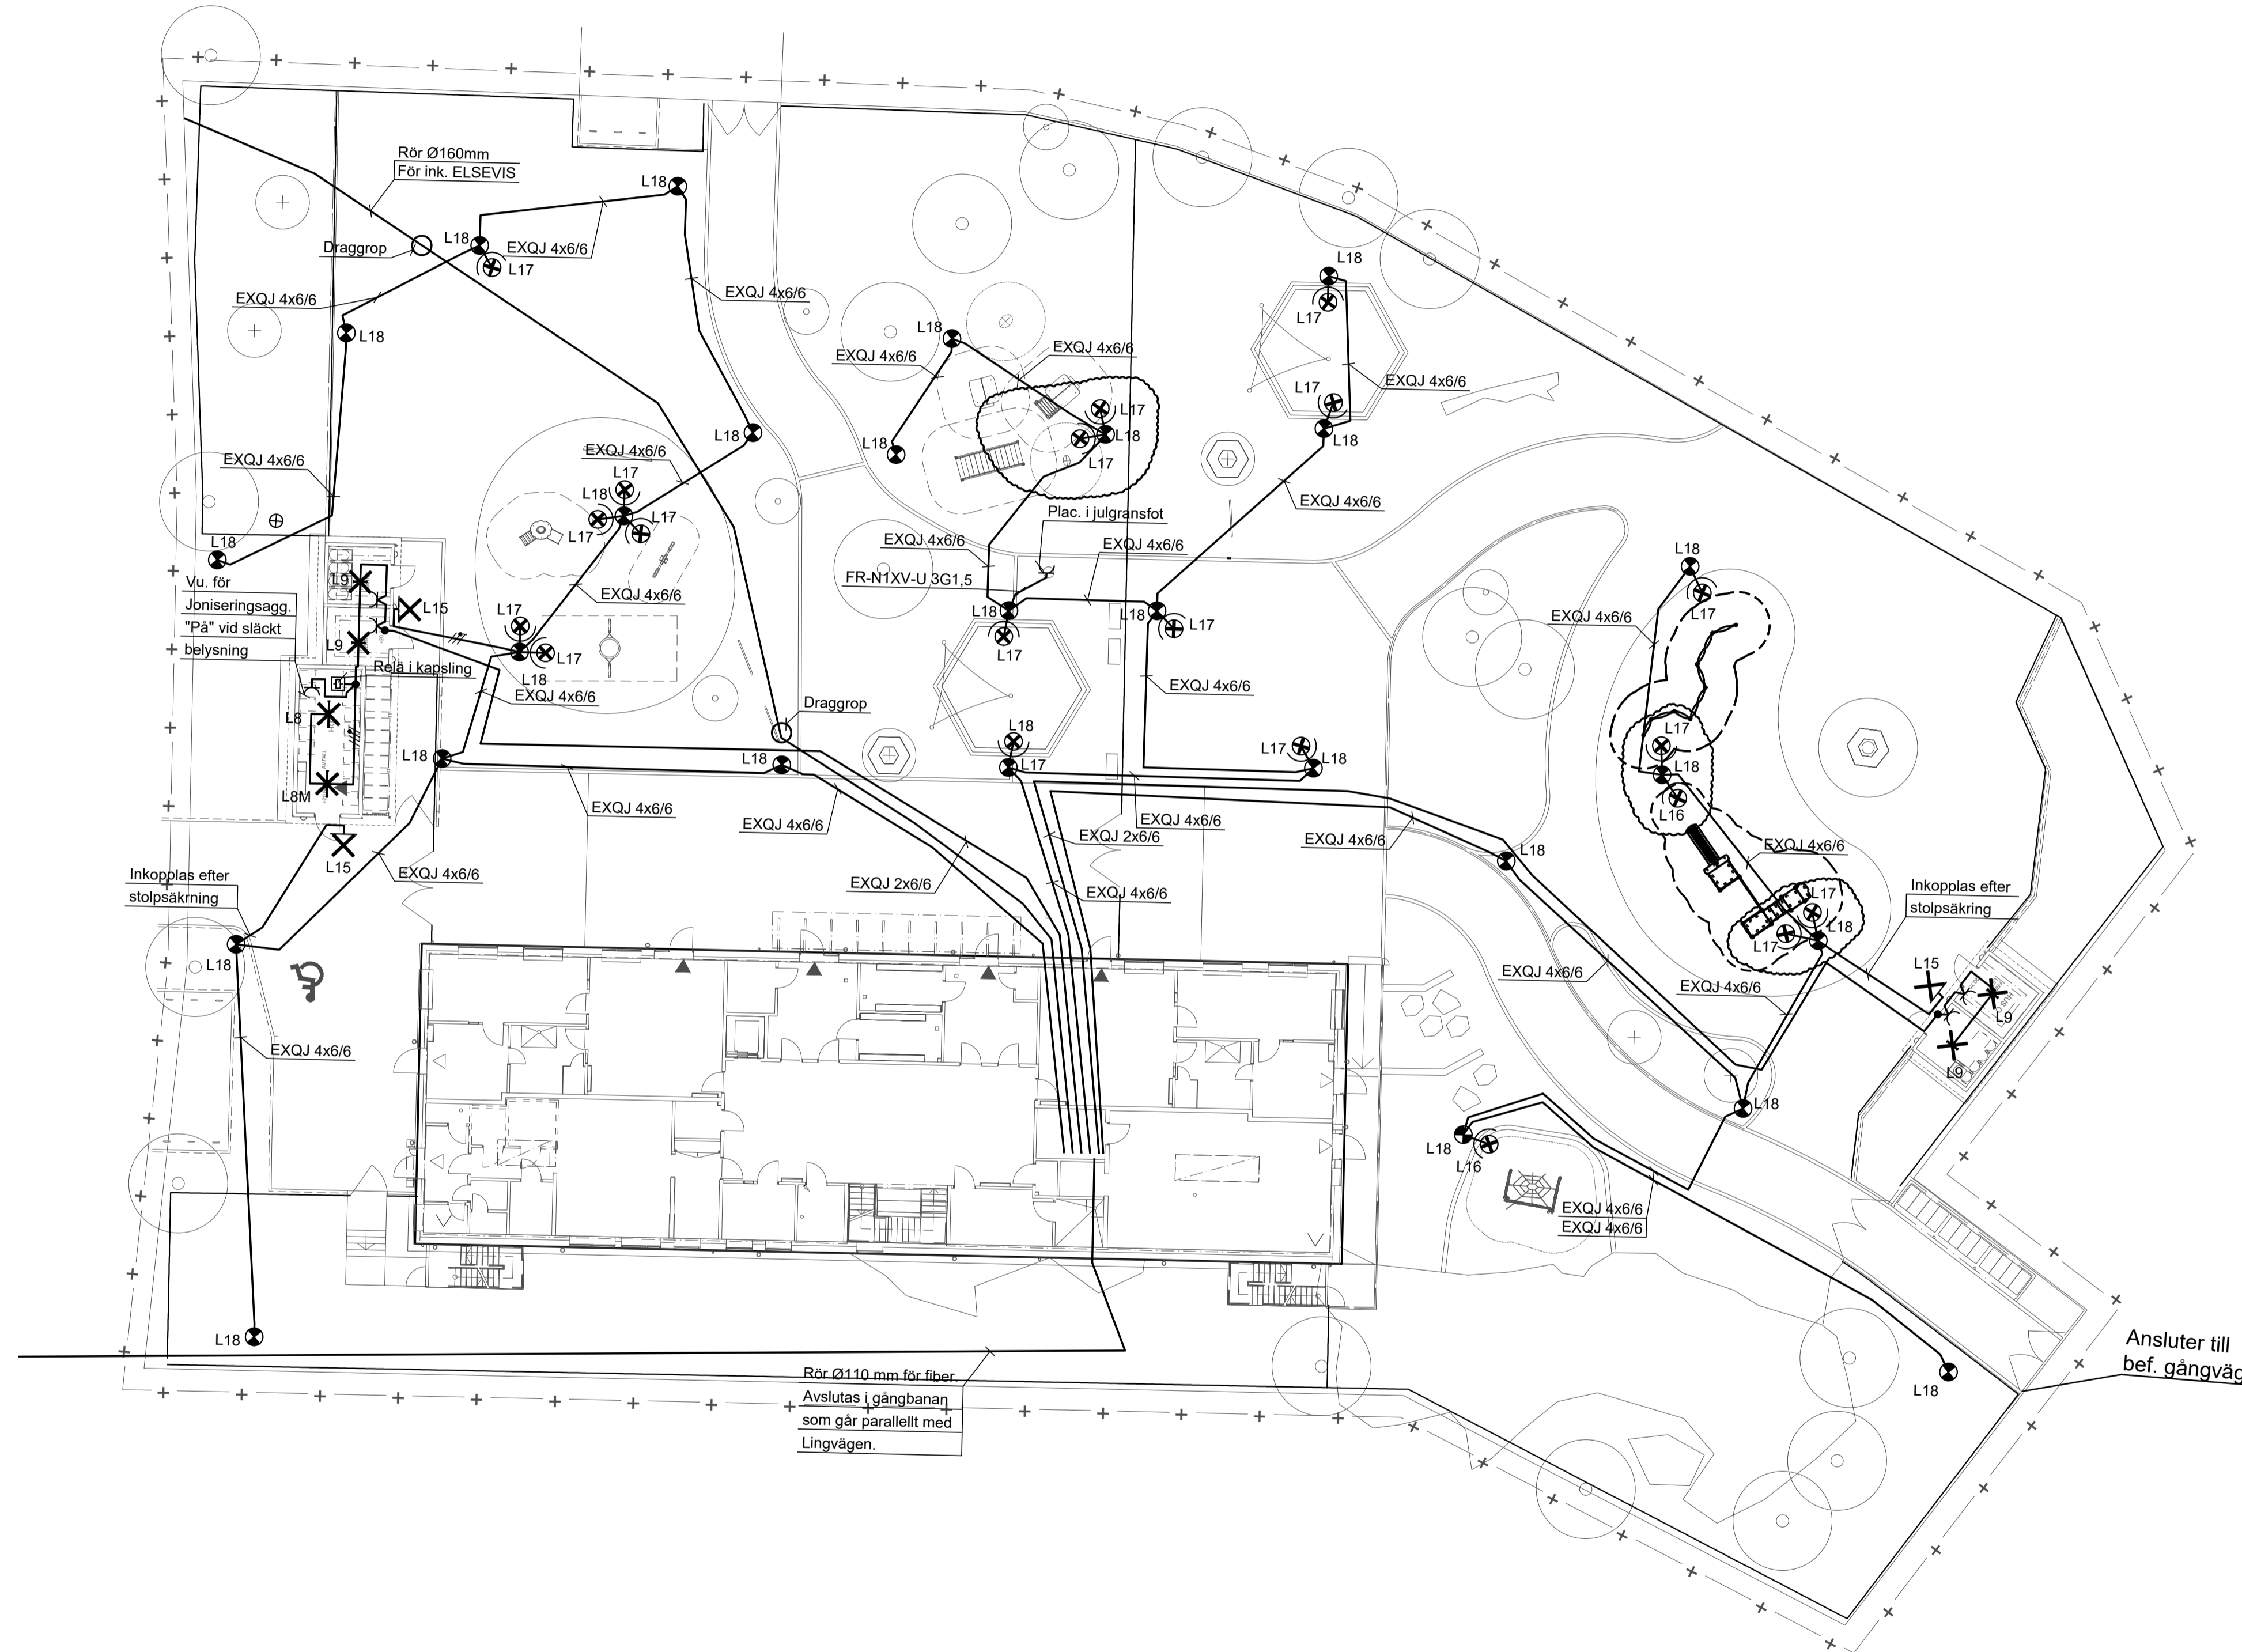 Rör Ø160mm
För ink. ELSEVIS
L18
Draggrop
L18
EXQJ 4x6/6
L17
EXQJ 4x6/6
EXQJ 4x6/6
L18
L18
L17
L18
EXQJ 4x6/6
EXQJ 4x6/6
EXQJ 4x6/6
L17
L17
L18
L17
L18
L18
L17
L18
EXQJ 4x6/6
EXQJ 4x6/6
EXQJ 4x6/6
L17
L18
L17
L17
EXQJ 4x6/6
Plac. i julgransfot
EXQJ 4x6/6
EXQJ 4x6/6
FR-N1XV-U 3G1,5
L18
Vu. för
Joniseringsagg.
"På" vid släckt
belysning
L9
L15
L9
Relä i kapsling
EXQJ 4x6/6
L17
L17
L18
EXQJ 4x6/6
L18
L17
L18
L17
EXQJ 4x6/6
L18
L17
EXQJ 4x6/6
L8
L8M
L15
L18
Draggrop
L18
L18
L17
L17
L18
L17
L18
L16
EXQJ 4x6/6
EXQJ 4x6/6
EXQJ 4x6/6
EXQJ 2x6/6
EXQJ 4x6/6
L18
EXQJ 4x6/6
Inkopplas efter
stolpsäkrning
EXQJ 4x6/6
EXQJ 2x6/6
EXQJ 4x6/6
L17
L18
L17
Inkopplas efter
stolpsäkring
L18
EXQJ 4x6/6
EXQJ 4x6/6
L15
L9
L9
EXQJ 4x6/6
L18
L18
L16
EXQJ 4x6/6
EXQJ 4x6/6
L18
Rör Ø110 mm för fiber.
Avslutas i gångbanan
som går parallellt med
Lingvägen.
L18
Ansluter till
bef. gångväg